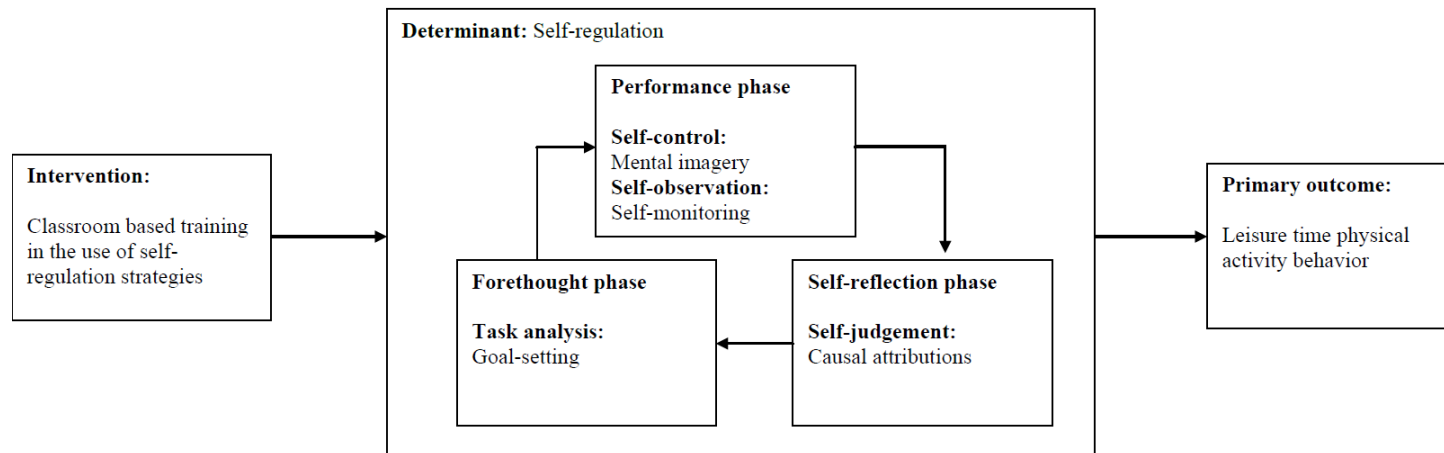 Determinant: Self-regulation
Performance phase
Self-control:
Mental imagery
Self-observation:
Self-monitoring
Intervention:
Classroom based training
in the use of self-
regulation strategies
Forethought phase
Task analysis:
Goal-setting
Self-reflection phase
Self-judgement:
Causal attributions
Primary outcome:
Leisure time physical
activity behavior